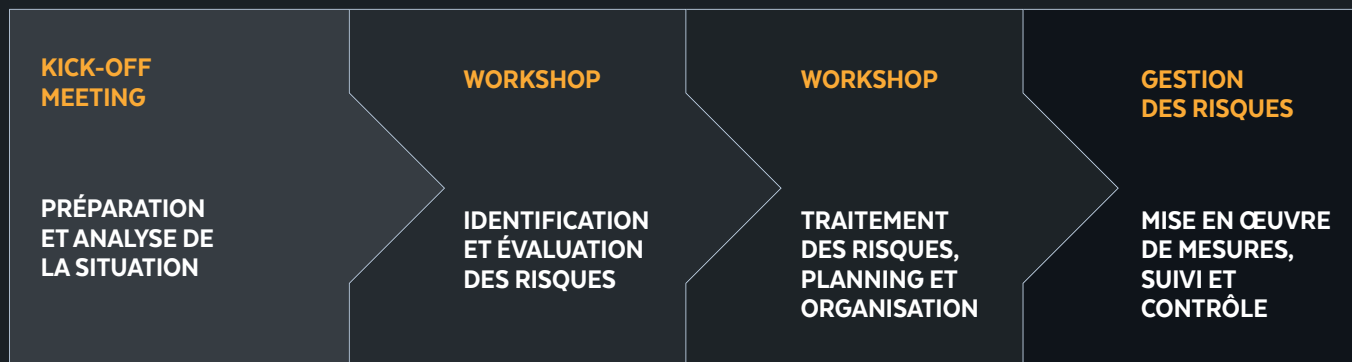 KICK-OFF
MEETING
PRÉPARATION
ET ANALYSE DE
LA SITUATION
WORKSHOP
IDENTIFICATION
ET ÉVALUATION
DES RISQUES
WORKSHOP
TRAITEMENT
DES RISQUES,
PLANNING ET
ORGANISATION
GESTION
DES RISQUES
MISE EN ŒUVRE
DE MESURES,
SUIVI ET
CONTRÔLE